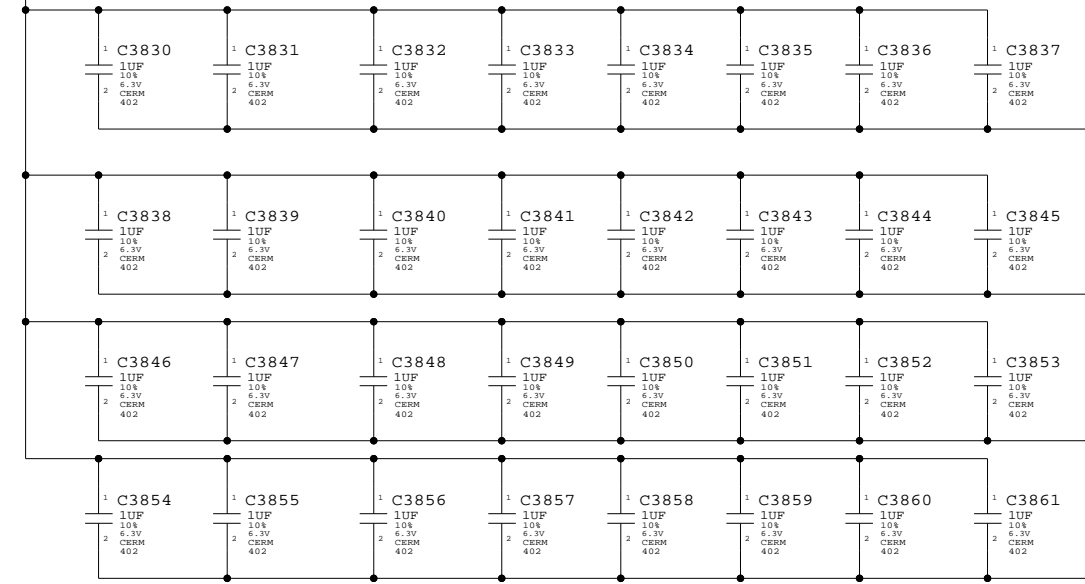 1 C3830 1 C3831 1 C3832 1 C3833 1 C3834 1 C3835 1 C3836 1 C3837
1UF 1UF 1UF 1UF 1UF 1UF 1UF 1UF
10% 10% 10% 10% 10% 10% 10% 10%
6.3V 6.3V 6.3V 6.3V 6.3V 6.3V 6.3V 6.3V
2 CERM 2 CERM 2 CERM 2 CERM 2 CERM 2 CERM 2 CERM 2 CERM
402 402 402 402 402 402 402 402
1 C3838 1 C3839 1 C3840 1 C3841 1 C3842 1 C3843 1 C3844 1 C3845
1UF 1UF 1UF 1UF 1UF 1UF 1UF 1UF
10% 10% 10% 10% 10% 10% 10% 10%
6.3V 6.3V 6.3V 6.3V 6.3V 6.3V 6.3V 6.3V
2 CERM 2 CERM 2 CERM 2 CERM 2 CERM 2 CERM 2 CERM 2 CERM
402 402 402 402 402 402 402 402
1 C3846 1 C3847 1 C3848 1 C3849 1 C3850 1 C3851 1 C3852 1 C3853
1UF 1UF 1UF 1UF 1UF 1UF 1UF 1UF
10% 10% 10% 10% 10% 10% 10% 10%
6.3V 6.3V 6.3V 6.3V 6.3V 6.3V 6.3V 6.3V
2 CERM 2 CERM 2 CERM 2 CERM 2 CERM 2 CERM 2 CERM 2 CERM
402 402 402 402 402 402 402 402
1 C3854 1 C3855 1 C3856 1 C3857 1 C3858 1 C3859 1 C3860 1 C3861
1UF 1UF 1UF 1UF 1UF 1UF 1UF 1UF
10% 10% 10% 10% 10% 10% 10% 10%
6.3V 6.3V 6.3V 6.3V 6.3V 6.3V 6.3V 6.3V
2 CERM 2 CERM 2 CERM 2 CERM 2 CERM 2 CERM 2 CERM 2 CERM
402 402 402 402 402 402 402 402